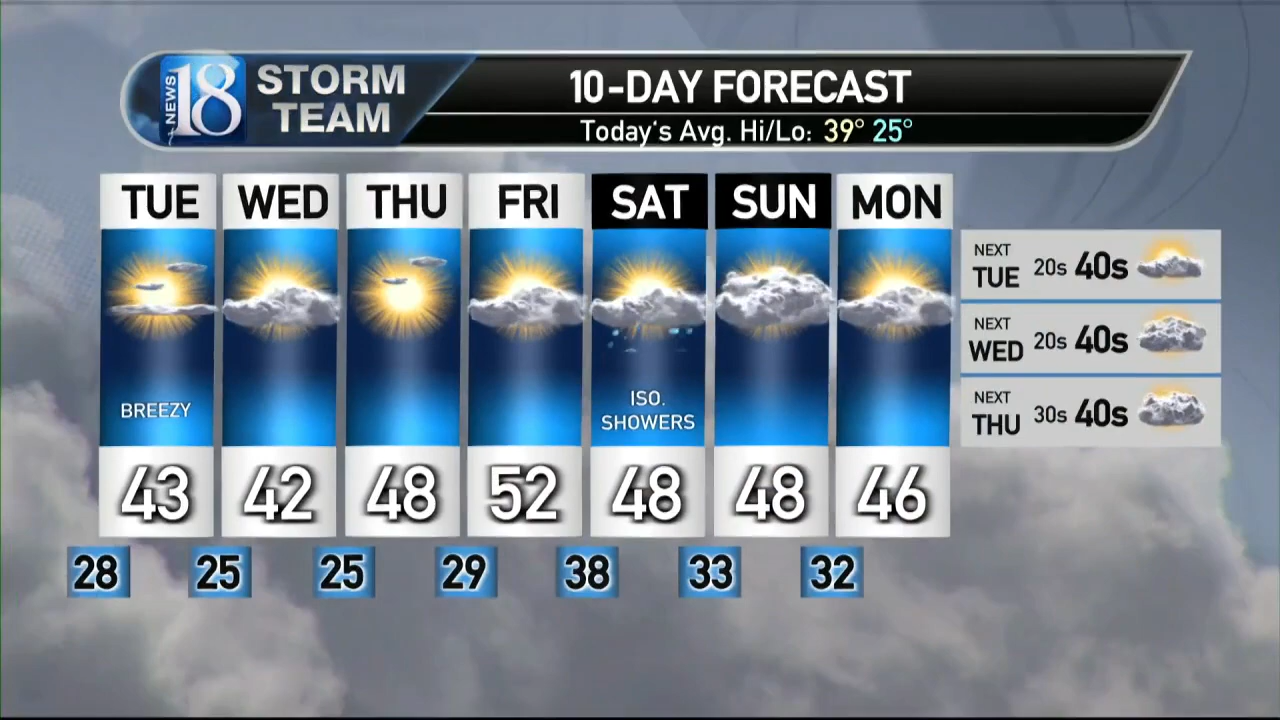 NEWS 18 STORM TEAM
10-DAY FORECAST
Today's Avg. Hi/Lo: 39° 25°
TUE WED THU FRI SAT SUN MON
BREEZY
ISO.
SHOWERS
43 42 48 52 48 48 46
28 25 25 29 38 33 32
NEXT
TUE 20s 40s
NEXT
WED 20s 40s
NEXT
THU 30s 40s